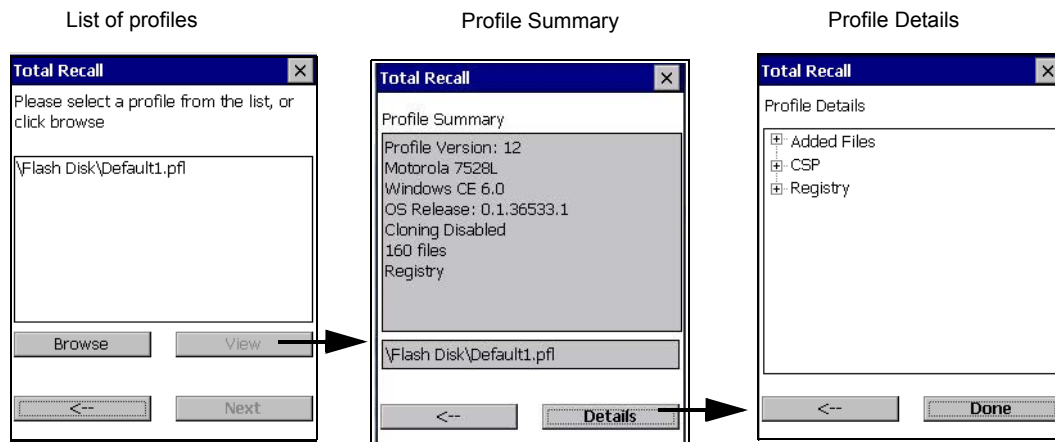 List of profiles
Total Recall
Please select a profile from the list, or
click browse
\Flash Disk\Default1.pfl
Browse
View
<--
Next
Profile Summary
Total Recall
Profile Summary
Profile Version: 12
Motorola 7528L
Windows CE 6.0
OS Release: 0.1.36533.1
Cloning Disabled
160 files
Registry
\Flash Disk\Default1.pfl
<--
Details
Profile Details
Total Recall
Profile Details
Added Files
CSP
Registry
<--
Done